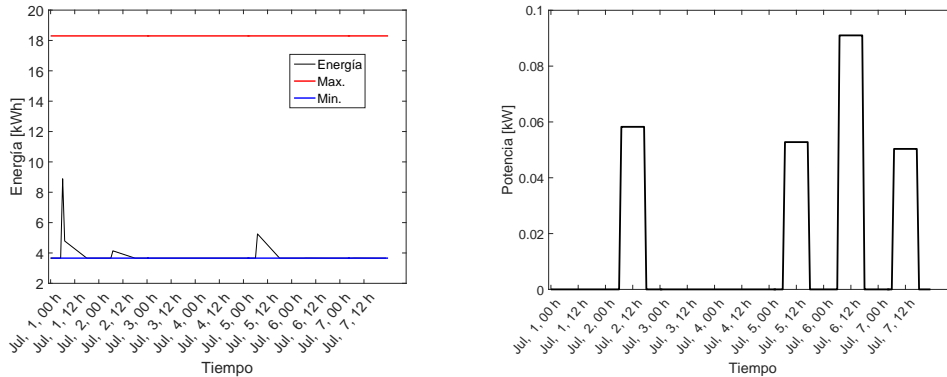 20
18
16
14
12
10
8
6
4
2
Energía [kWh]
Energía
Max.
Min.
Jul, 1, 00 h
Jul, 1, 12 h
Jul, 2, 00 h
Jul, 2, 12 h
Jul, 3, 00 h
Jul, 3, 12 h
Jul, 4, 00 h
Jul, 4, 12 h
Jul, 5, 00 h
Jul, 5, 12 h
Jul, 6, 00 h
Jul, 6, 12 h
Jul, 7, 00 h
Jul, 7, 12 h
Tiempo
0.1
0.08
0.06
0.04
0.02
0
Potencia [kW]
Jul, 1, 00 h
Jul, 1, 12 h
Jul, 2, 00 h
Jul, 2, 12 h
Jul, 3, 00 h
Jul, 3, 12 h
Jul, 4, 00 h
Jul, 4, 12 h
Jul, 5, 00 h
Jul, 5, 12 h
Jul, 6, 00 h
Jul, 6, 12 h
Jul, 7, 00 h
Jul, 7, 12 h
Tiempo